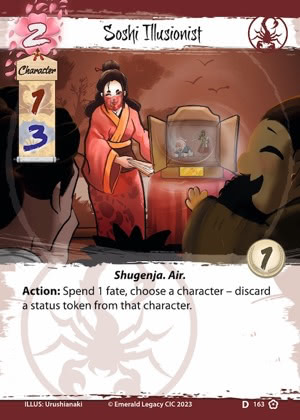 2
Soshi Illusionist
Character
1
3
1
Shugenja. Air.
Action: Spend 1 fate, choose a character – discard
a status token from that character.
ILLUS: Urushianaki © Emerald Legacy CIC 2023 D 163